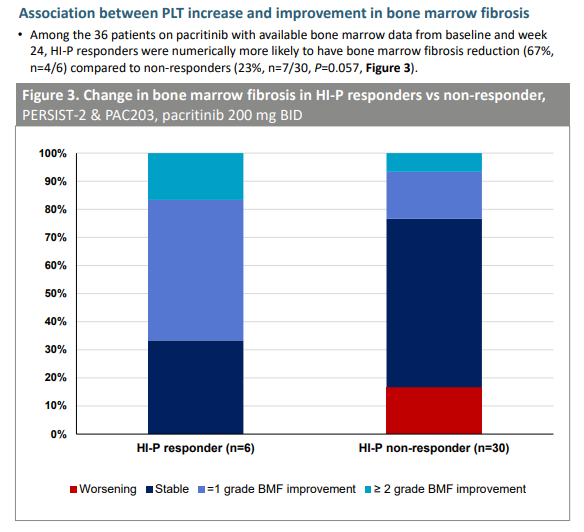 Association between PLT increase and improvement in bone marrow fibrosis
• Among the 36 patients on pacritinib with available bone marrow data from baseline and week
24, HI-P responders were numerically more likely to have bone marrow fibrosis reduction (67%,
n=4/6) compared to non-responders (23%, n=7/30, P=0.057, Figure 3).
Figure 3. Change in bone marrow fibrosis in HI-P responders vs non-responder,
PERSIST-2 & PAC203, pacritinib 200 mg BID
100%
90%
80%
70%
60%
50%
40%
30%
20%
10%
0%
HI-P responder (n=6) HI-P non-responder (n=30)
Worsening Stable =1 grade BMF improvement ≥ 2 grade BMF improvement